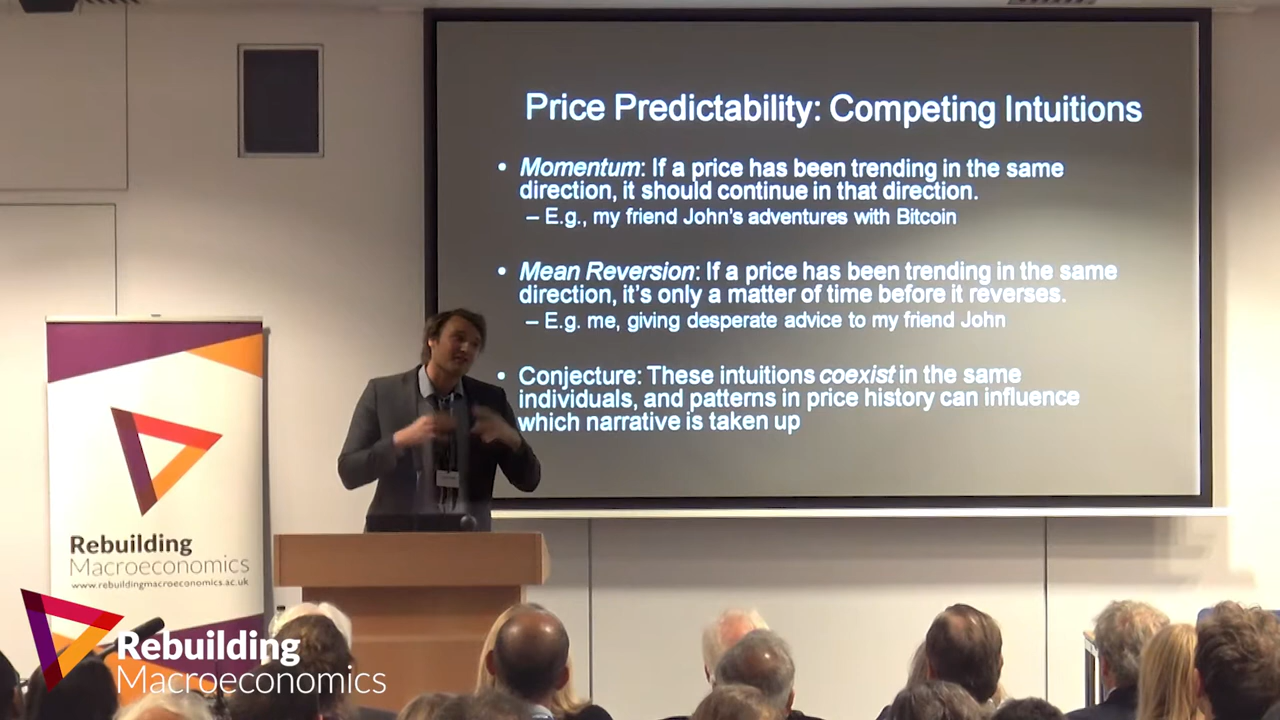 Price Predictability: Competing Intuitions
• Momentum: If a price has been trending in the same
direction, it should continue in that direction.
– E.g., my friend John's adventures with Bitcoin
• Mean Reversion: If a price has been trending in the same
direction, it's only a matter of time before it reverses.
– E.g. me, giving desperate advice to my friend John
• Conjecture: These intuitions coexist in the same
individuals, and patterns in price history can influence
which narrative is taken up
Rebuilding
Macroeconomics
www.rebuildingmacroeconomics.ac.uk
Rebuilding
Macroeconomics